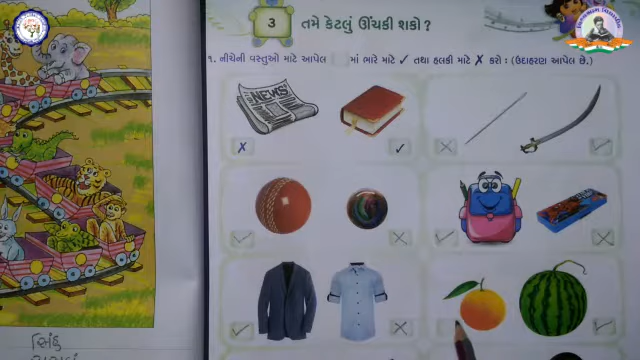 3 તમે કેટલું ઊંચકી શકો ?
૧. નીચેની વસ્તુઓ માટે આપેલ માં ભારે માટે ✓ તથા હલકી માટે ✗ કરો : (ઉદાહરણ આપેલ છે.)
NEWS
સિંહ